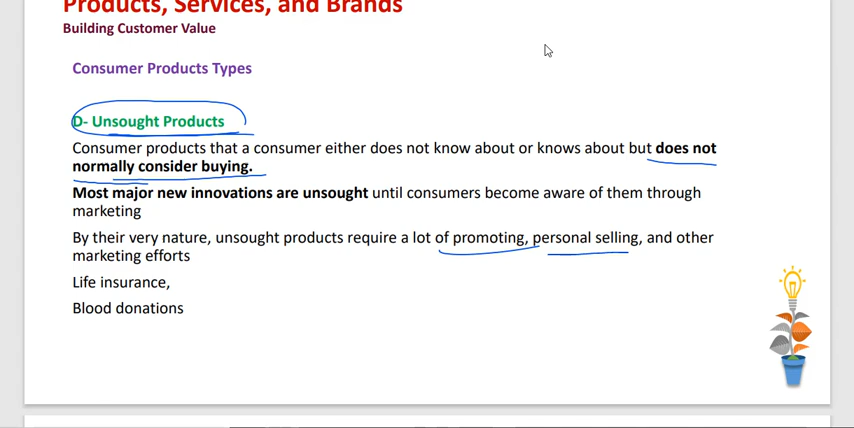 Products, Services, and Brands
Building Customer Value
Consumer Products Types
D- Unsought Products
Consumer products that a consumer either does not know about or knows about but does not
normally consider buying.
Most major new innovations are unsought until consumers become aware of them through
marketing
By their very nature, unsought products require a lot of promoting, personal selling, and other
marketing efforts
Life insurance,
Blood donations